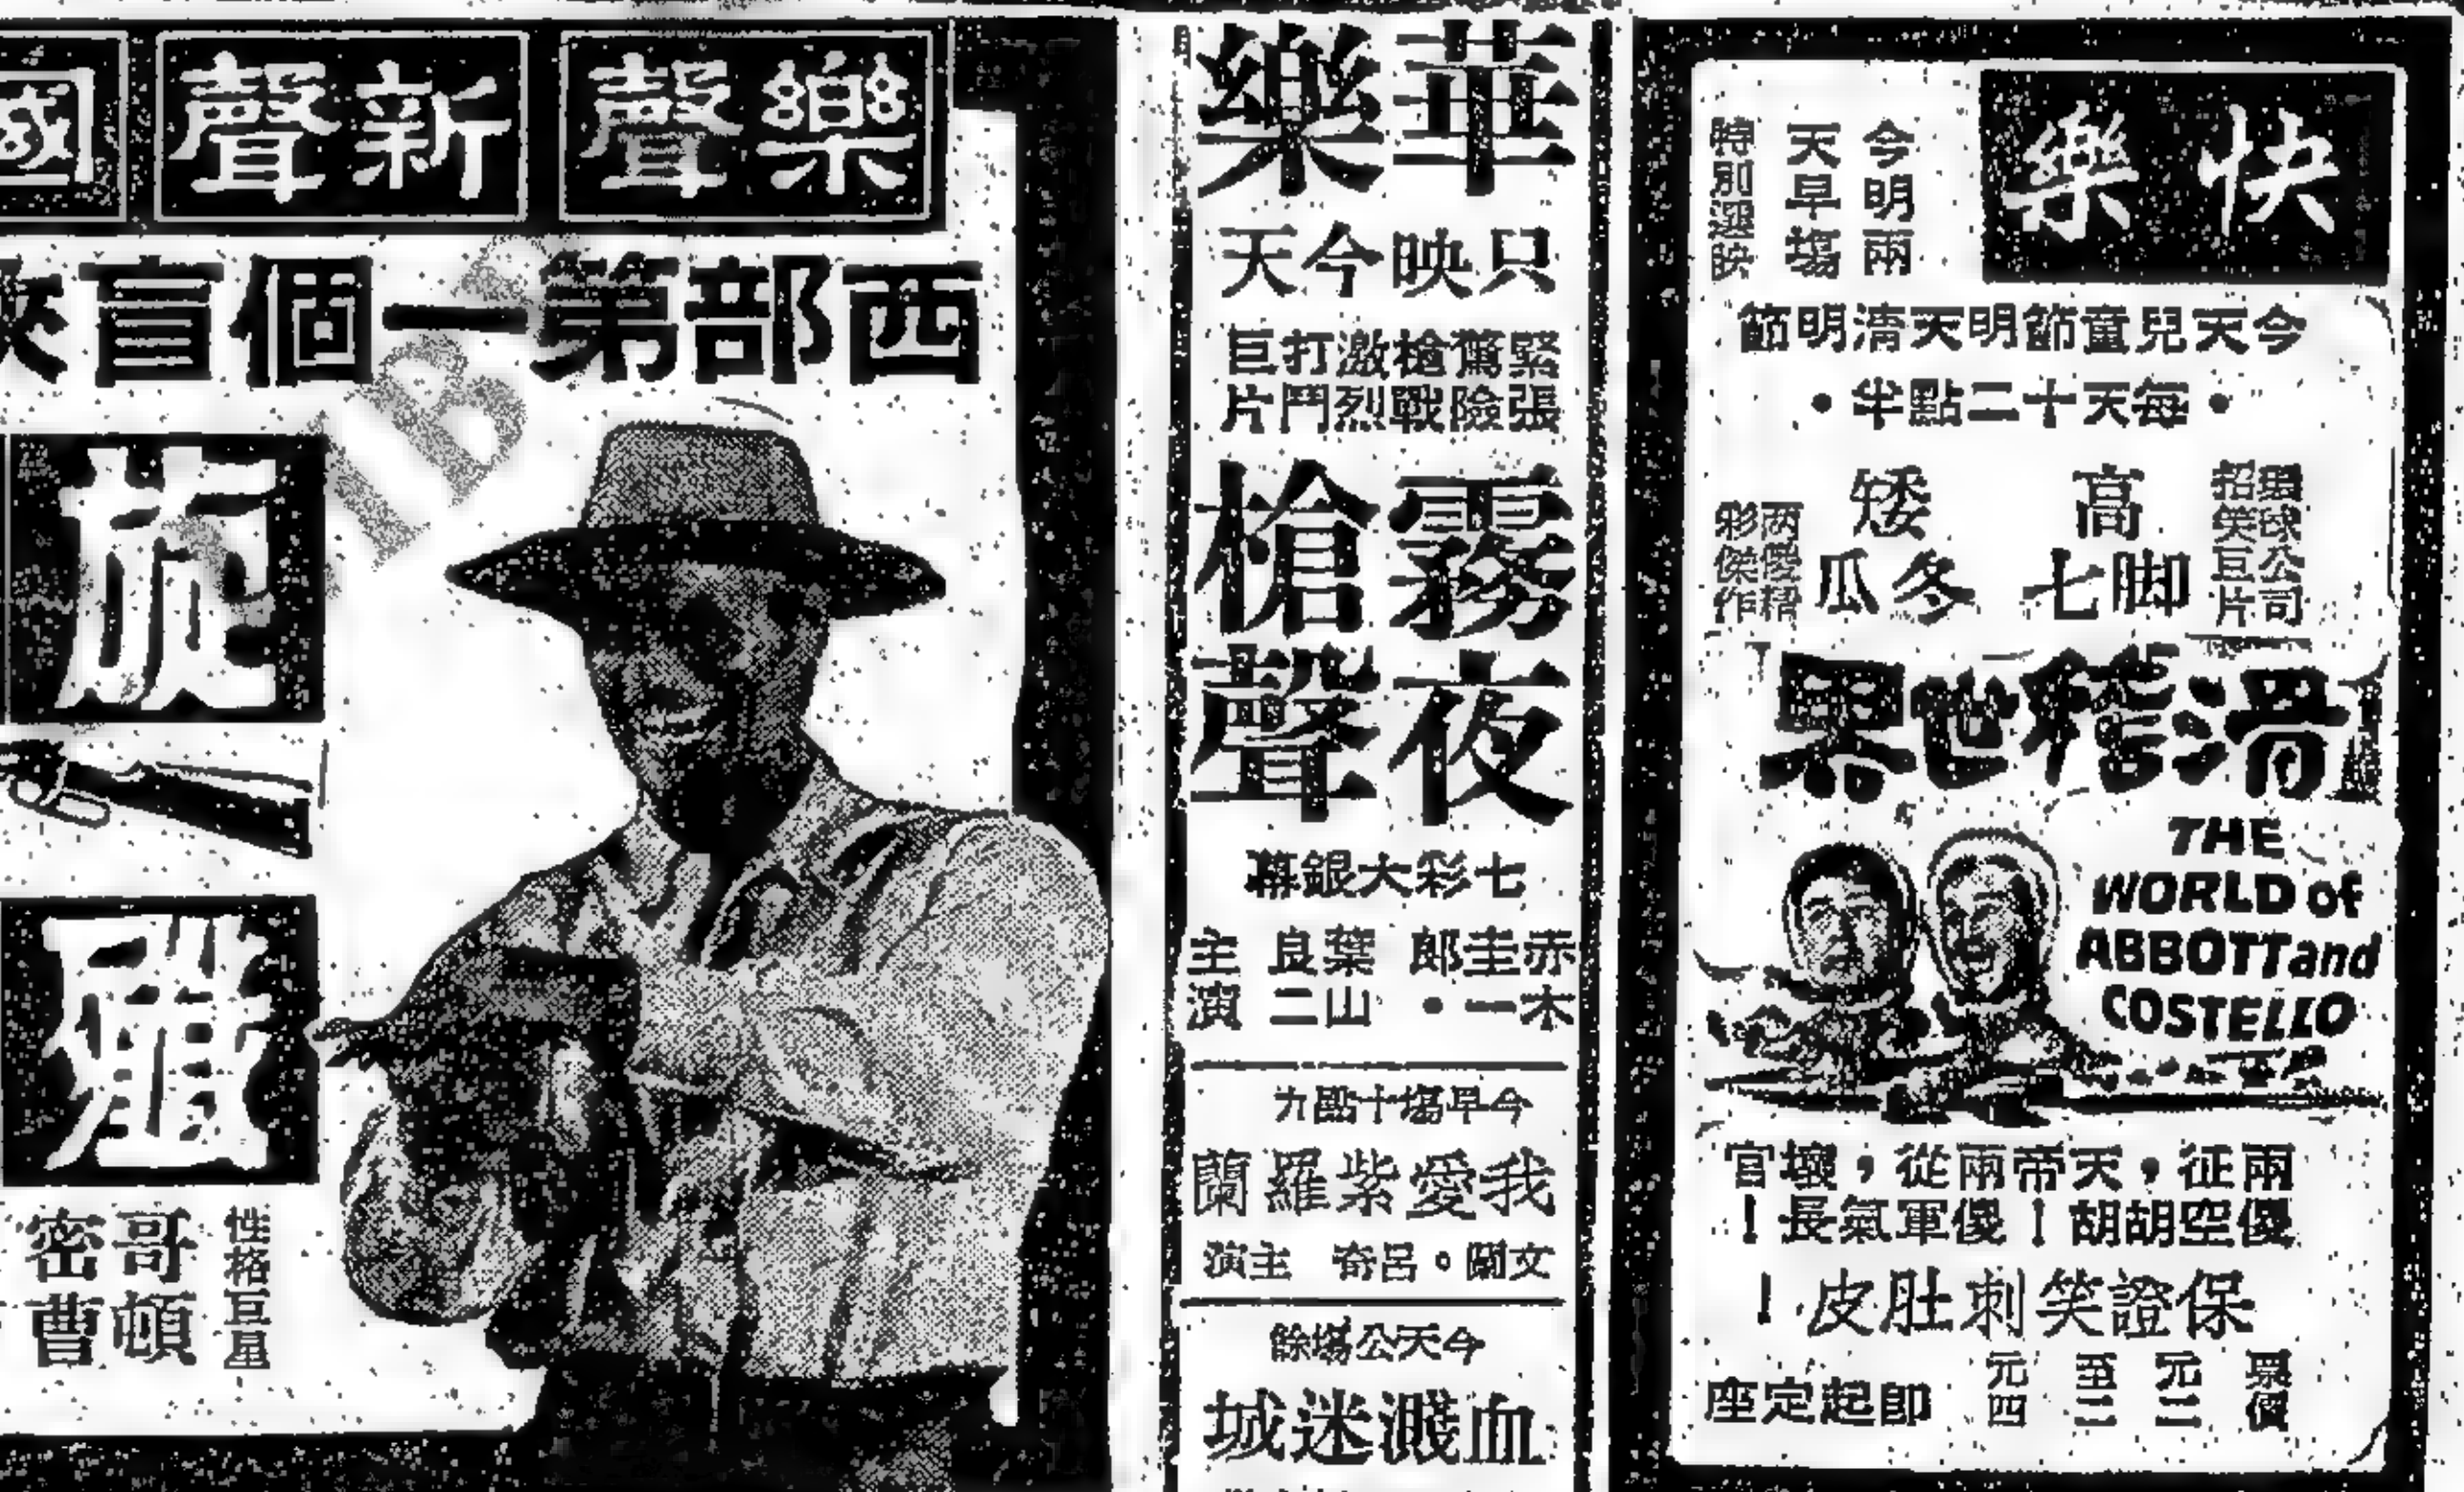 快樂
今明兩天早場
特別選映
今天兒童節明天清明節
•每天十二點半•
環球公司招笑巨片
高脚七
矮冬瓜
兩傻精彩傑作
滑稽世界
THE
WORLD of
ABBOTT and
COSTELLO
兩傻征空，胡天胡帝！兩傻從軍，氣壞長官！
保證笑刺肚皮！
票價元二至二元四
即起定座
華樂
只映今天
緊張驚險槍戰激烈打鬥巨片
霧夜槍聲
七彩大銀幕
赤木圭一郎•葉山良二主演
今早場十點九
我愛紫羅蘭
文蘭。呂奇 主演
今天公場餘
血濺迷城
樂聲
新聲
國
西部第一個盲俠
性格巨星
哥頓
密曹